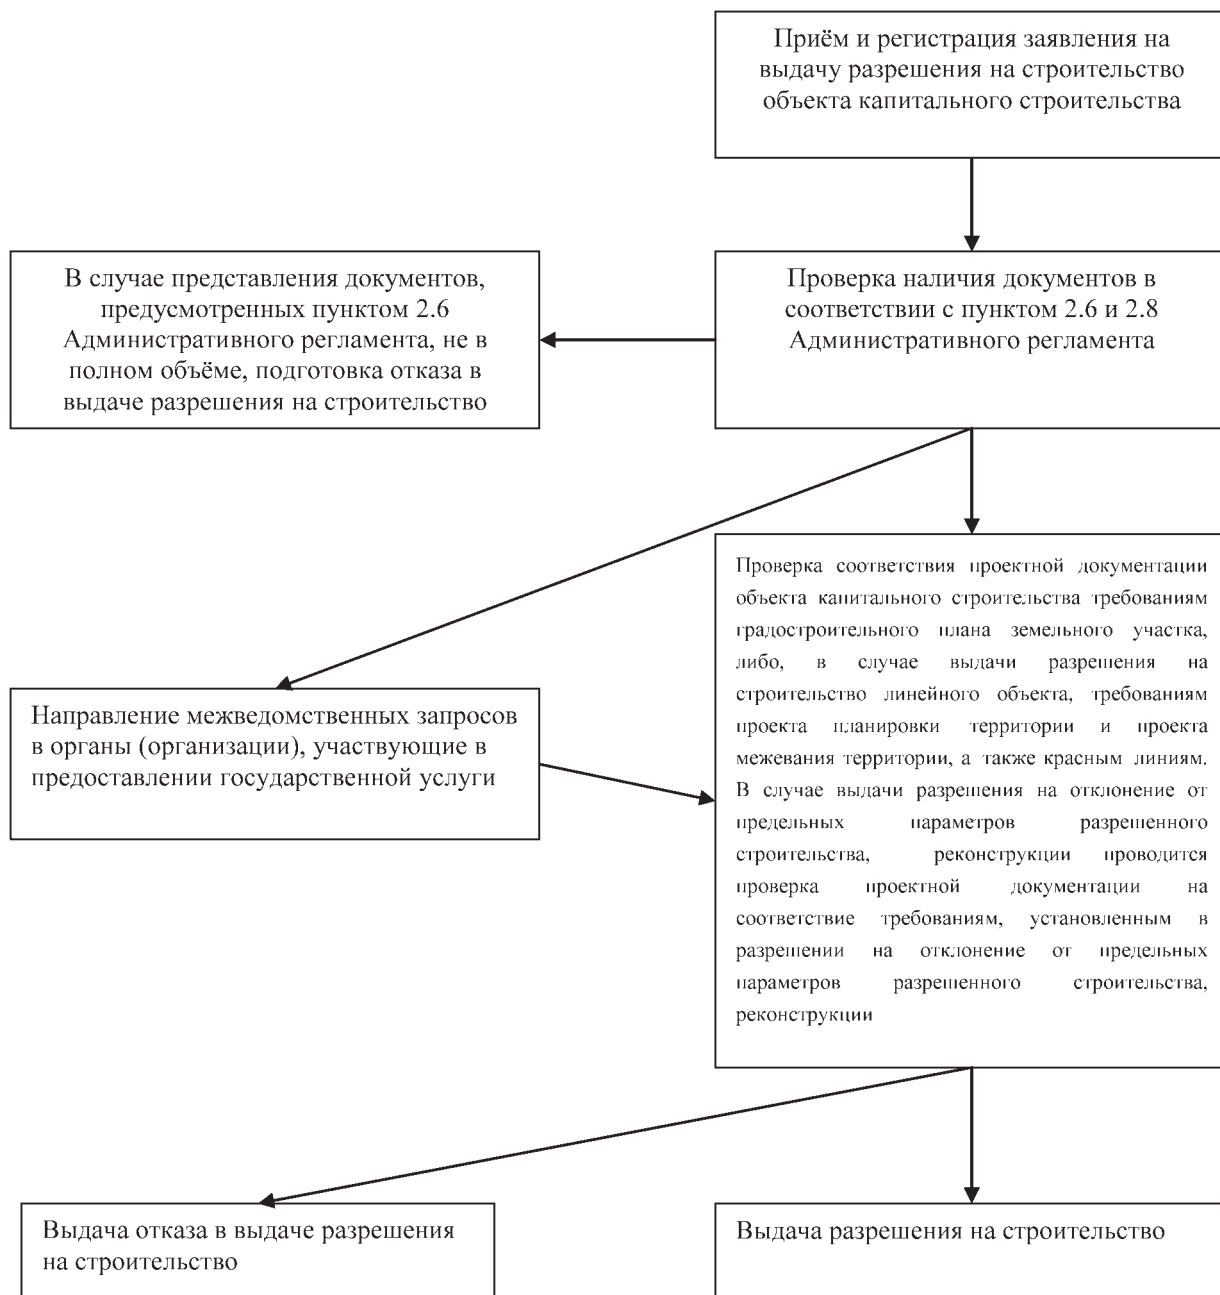 Приём и регистрация заявления на
выдачу разрешения на строительство
объекта капитального строительства
В случае представления документов,
предусмотренных пунктом 2.6
Административного регламента, не в
полном объёме, подготовка отказа в
выдаче разрешения на строительство
Проверка наличия документов в
соответствии с пунктом 2.6 и 2.8
Административного регламента
Направление межведомственных запросов
в органы (организации), участвующие в
предоставлении государственной услуги
Проверка соответствия проектной документации
объекта капитального строительства требованиям
градостроительного плана земельного участка,
либо, в случае выдачи разрешения на
строительство линейного объекта, требованиям
проекта планировки территории и проекта
межевания территории, а также красным линиям.
В случае выдачи разрешения на отклонение от
предельных параметров разрешенного
строительства, реконструкции проводится
проверка проектной документации на
соответствие требованиям, установленным в
разрешении на отклонение от предельных
параметров разрешенного строительства,
реконструкции
Выдача отказа в выдаче разрешения
на строительство
Выдача разрешения на строительство